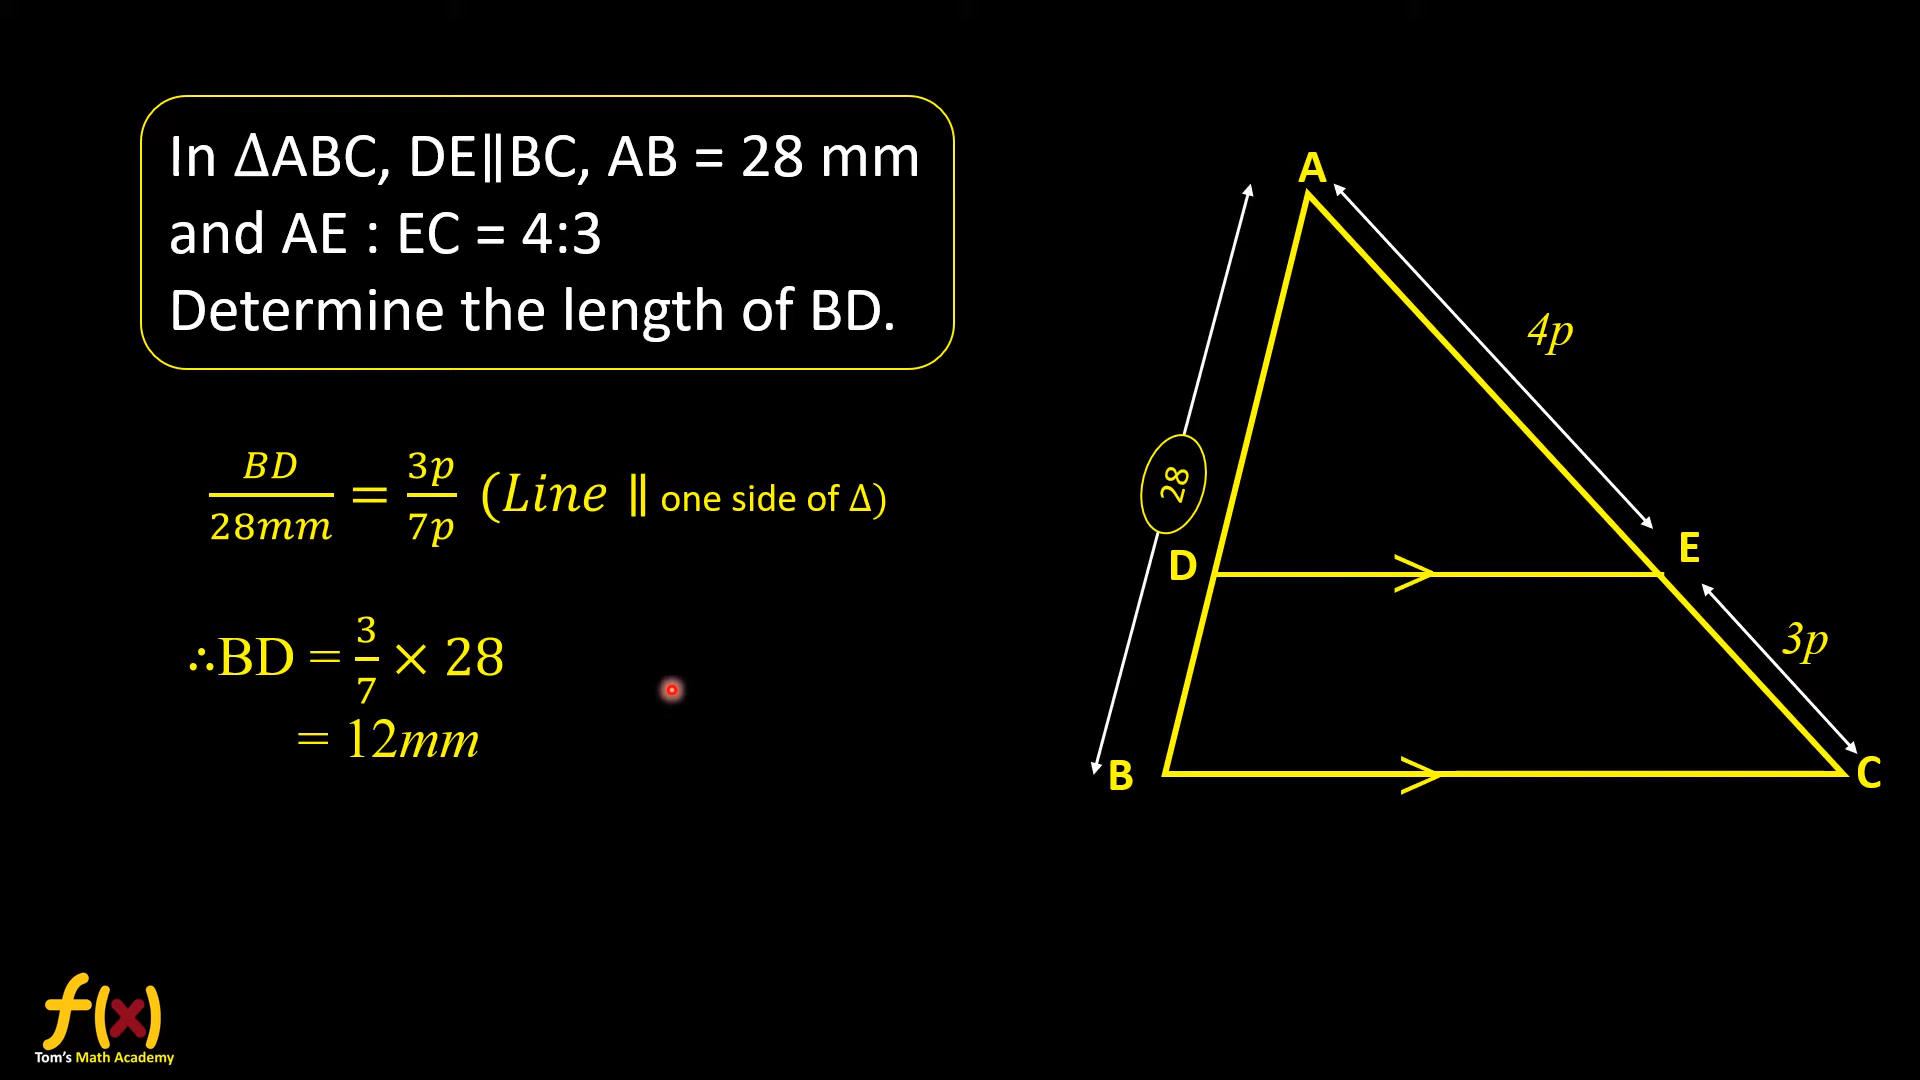 In ΔABC, DE∥BC, AB = 28 mm
and AE : EC = 4:3
Determine the length of BD.
BD/28mm = 3p/7p (Line ∥ one side of Δ)
∴BD = 3/7 × 28
= 12mm
A
4p
28
D
E
3p
B
C
f(x)
Tom's Math Academy